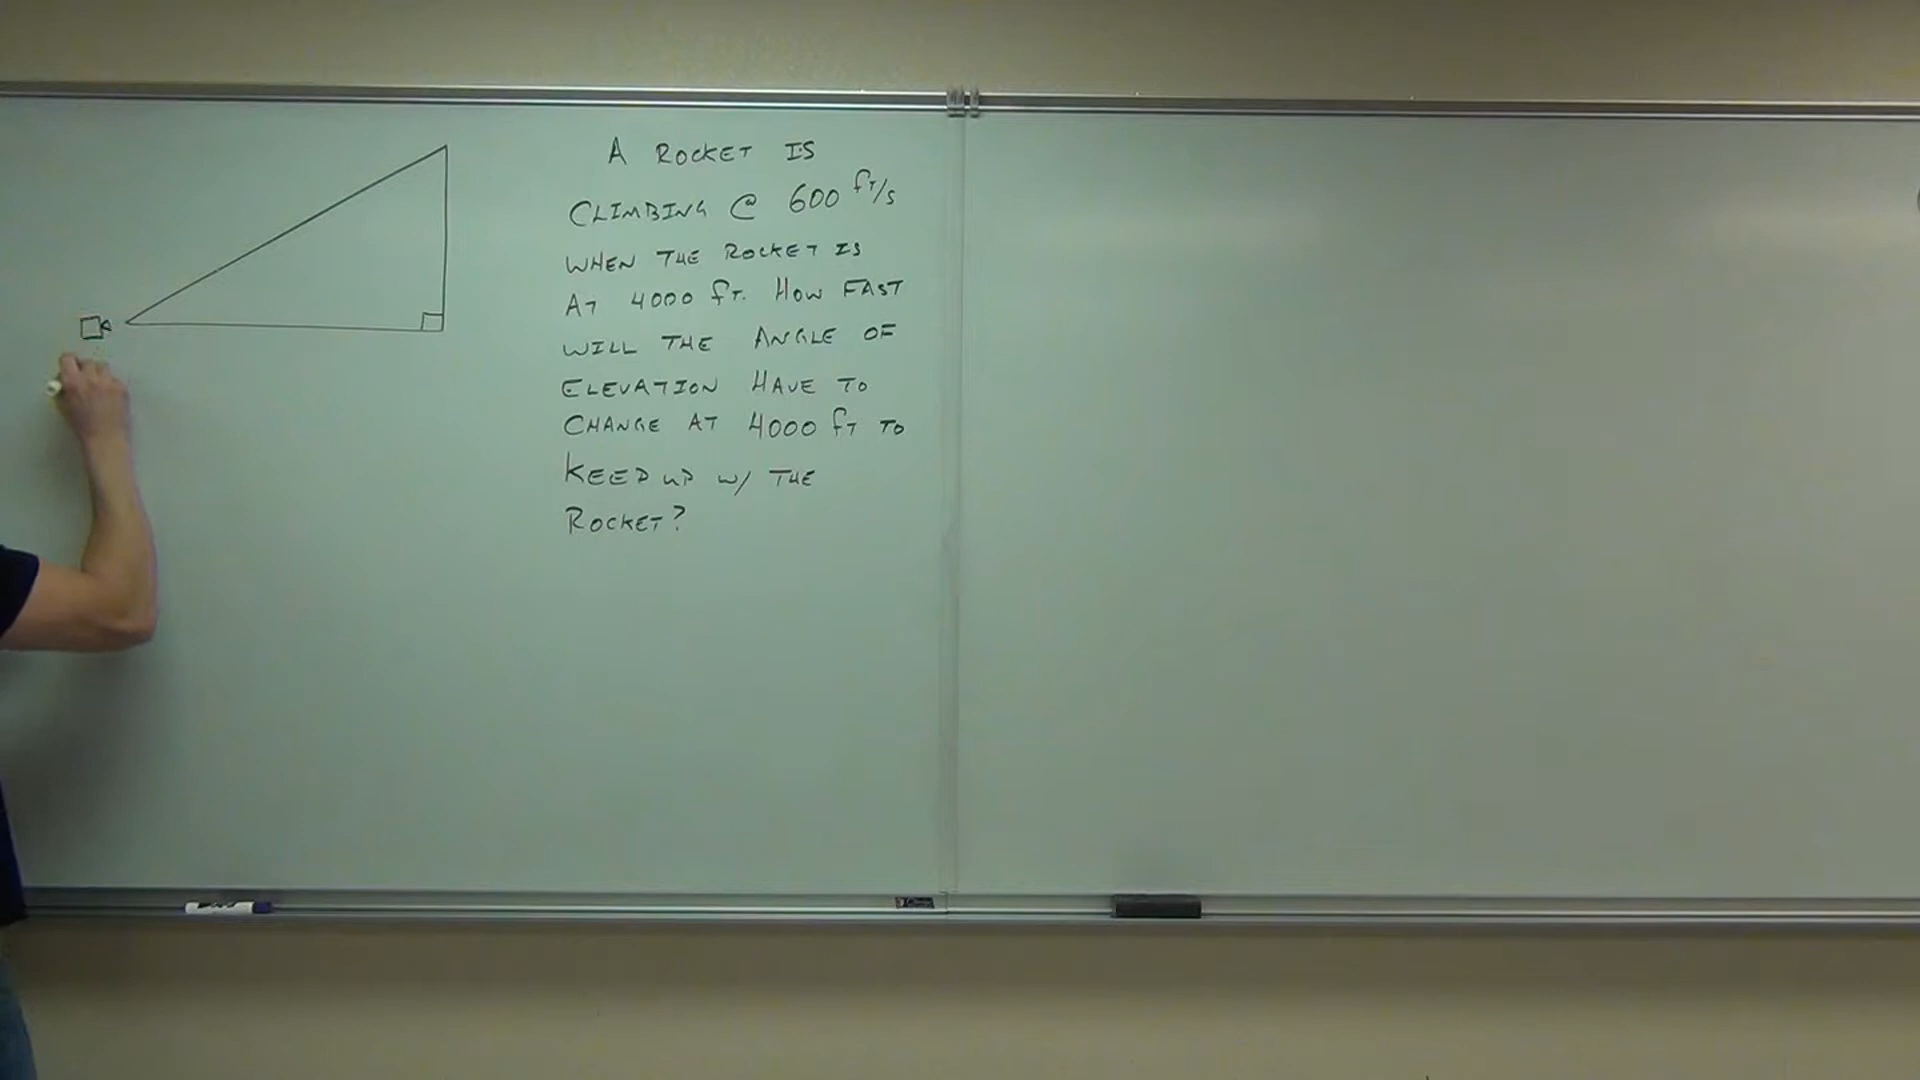 A ROCKET IS
CLIMBING @ 600 ft/s
WHEN THE ROCKET IS
AT 4000 ft. HOW FAST
WILL THE ANGLE OF
ELEVATION HAVE TO
CHANGE AT 4000 ft TO
KEEP UP W/ THE
ROCKET?